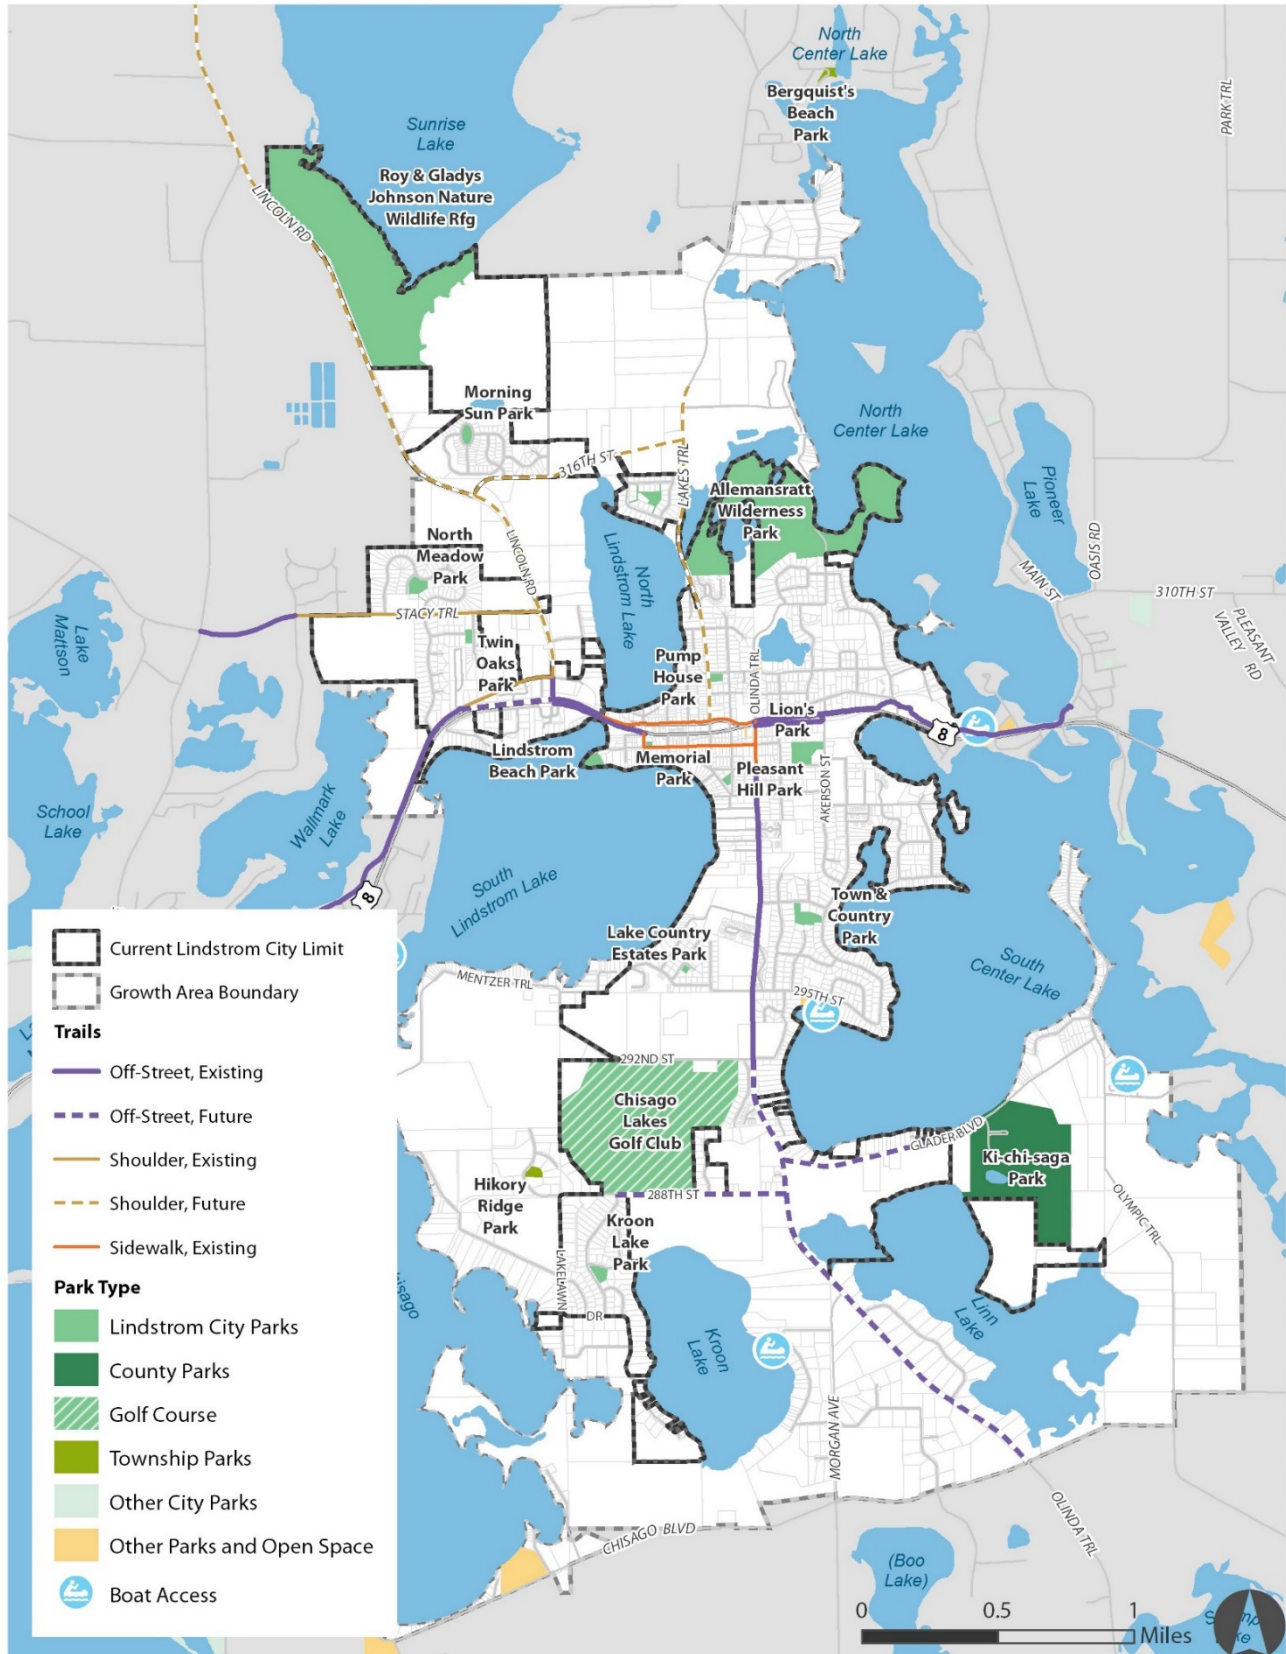 North
Center Lake
Bergquist's
Beach
Park
PARK TRL
Sunrise
Lake
Roy & Gladys
Johnson Nature
Wildlife Rfg
LINCOLN RD
Morning
Sun Park
North
Center Lake
316TH ST
LAKES TRL
Allemansratt
Wilderness
Park
Pioneer
Lake
OASIS RD
North
Meadow
Park
LINCOLN RD
North
Lindstrom Lake
MAIN ST
310TH ST
PLEASANT
VALLEY RD
STACY TRL
Lake
Mattson
Twin
Oaks
Park
Pump
House
Park
OLINDA TRL
Lion's
Park
8
Lindstrom
Beach Park
Memorial
Park
Pleasant
Hill Park
AKERSON ST
School
Lake
Wallmark
Lake
8
South
Lindstrom Lake
Town &
Country
Park
Lake Country
Estates Park
South
Center Lake
MENTZER TRL
295TH ST
292ND ST
Chisago
Lakes
Golf Club
GLADER BLVD
Ki-chi-saga
Park
Hikory
Ridge
Park
288TH ST
OLYMPIC TRL
Kroon
Lake
Park
LAKELAWN
DR
Linn
Lake
Kroon
Lake
MORGAN AVE
CHISAGO BLVD
OLINDA TRL
(Boo
Lake)
Current Lindstrom City Limit
Growth Area Boundary
Trails
Off-Street, Existing
Off-Street, Future
Shoulder, Existing
Shoulder, Future
Sidewalk, Existing
Park Type
Lindstrom City Parks
County Parks
Golf Course
Township Parks
Other City Parks
Other Parks and Open Space
Boat Access
0 0.5 1
Miles